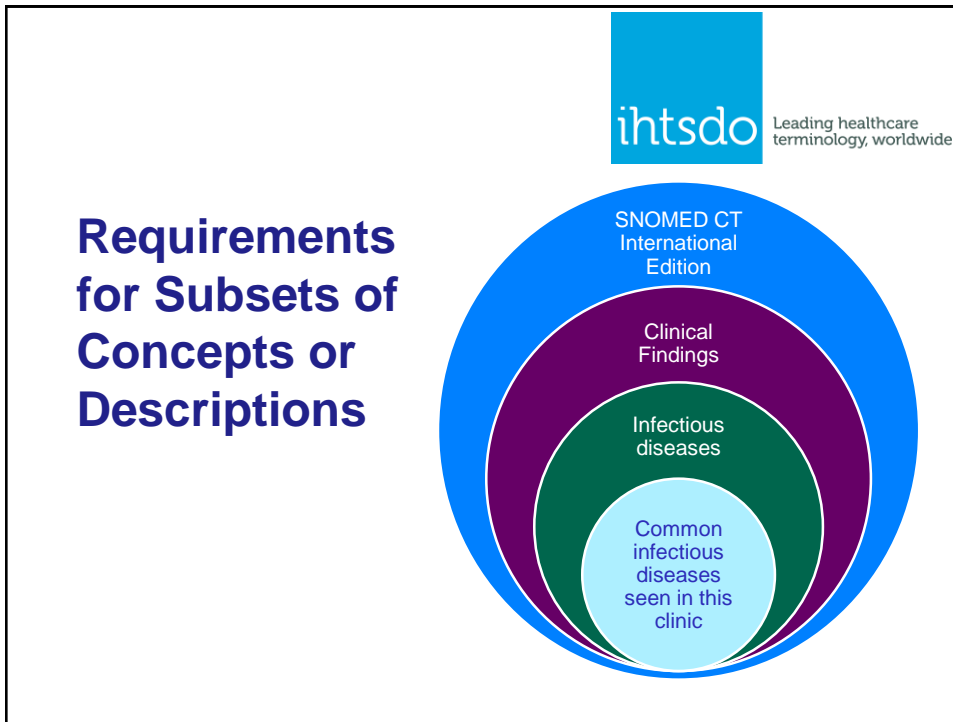 ihtsdo
Leading healthcare
terminology, worldwide
Requirements
for Subsets of
Concepts or
Descriptions
SNOMED CT
International
Edition
Clinical
Findings
Infectious
diseases
Common
infectious
diseases
seen in this
clinic